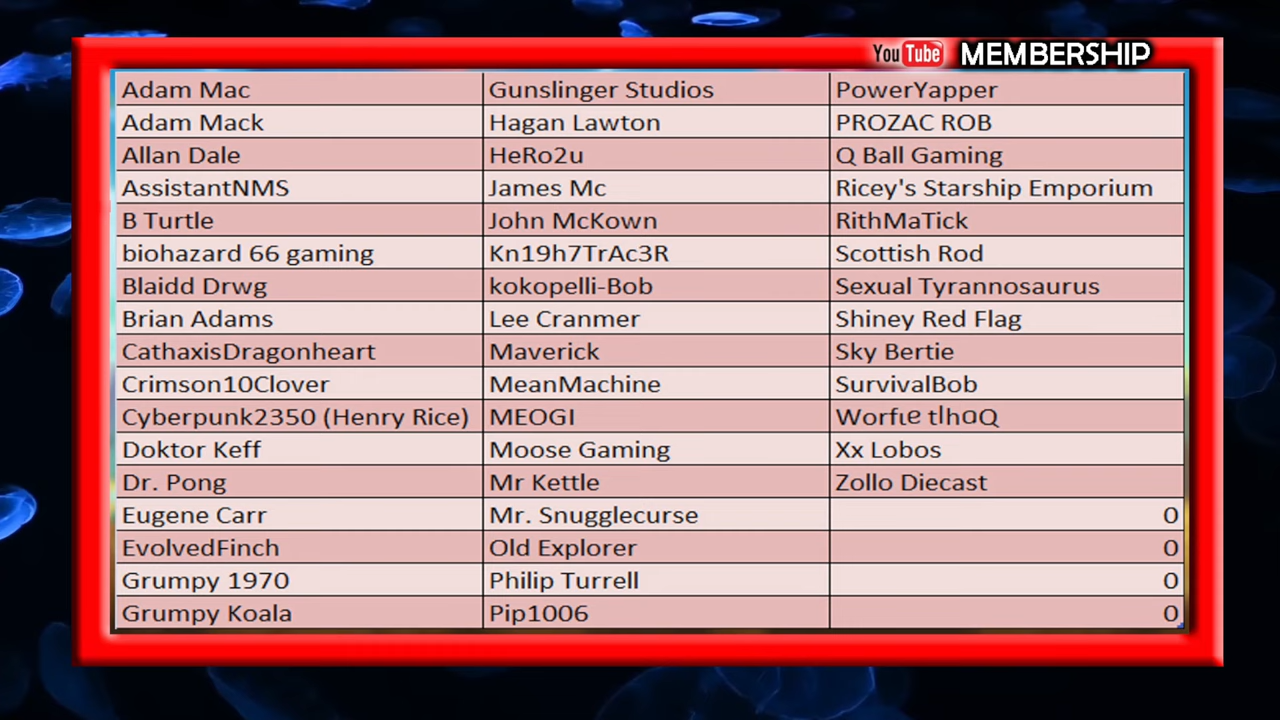 YouTube MEMBERSHIP
Adam Mac Gunslinger Studios PowerYapper
Adam Mack Hagan Lawton PROZAC ROB
Allan Dale HeRo2u Q Ball Gaming
AssistantNMS James Mc Ricey's Starship Emporium
B Turtle John McKown RithMaTick
biohazard 66 gaming Kn19h7TrAc3R Scottish Rod
Blaidd Drwg kokopelli-Bob Sexual Tyrannosaurus
Brian Adams Lee Cranmer Shiney Red Flag
CathaxisDragonheart Maverick Sky Bertie
Crimson10Clover MeanMachine SurvivalBob
Cyberpunk2350 (Henry Rice) MEOGI Worfιҽ tlhɑQ
Doktor Keff Moose Gaming Xx Lobos
Dr. Pong Mr Kettle Zollo Diecast
Eugene Carr Mr. Snugglecurse 0
EvolvedFinch Old Explorer 0
Grumpy 1970 Philip Turrell 0
Grumpy Koala Pip1006 0